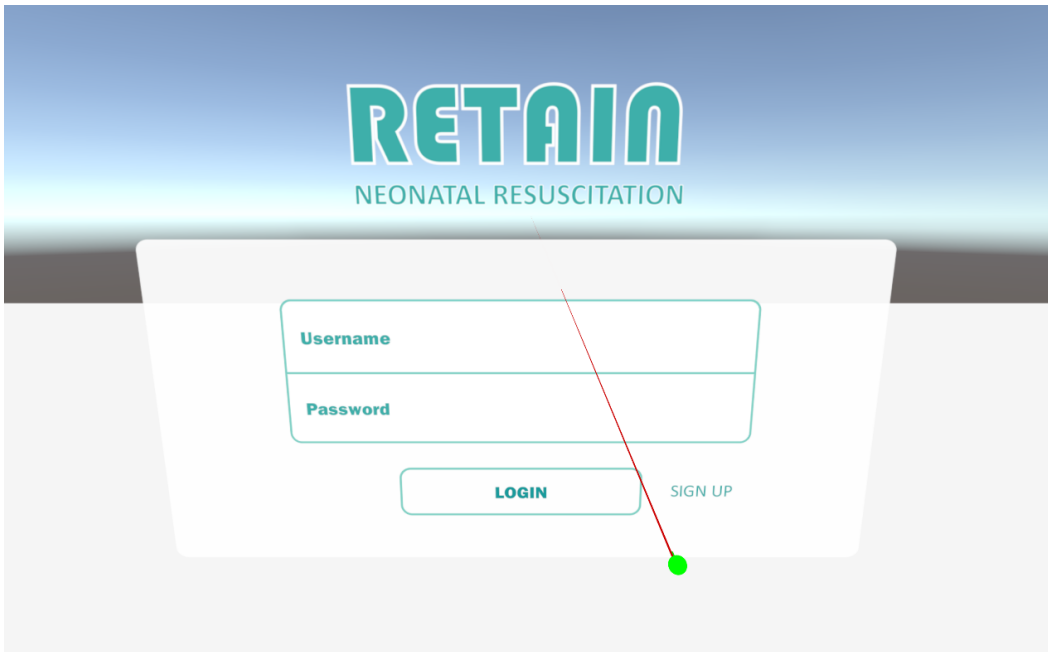 RETAIN
NEONATAL RESUSCITATION
Username
Password
LOGIN SIGN UP